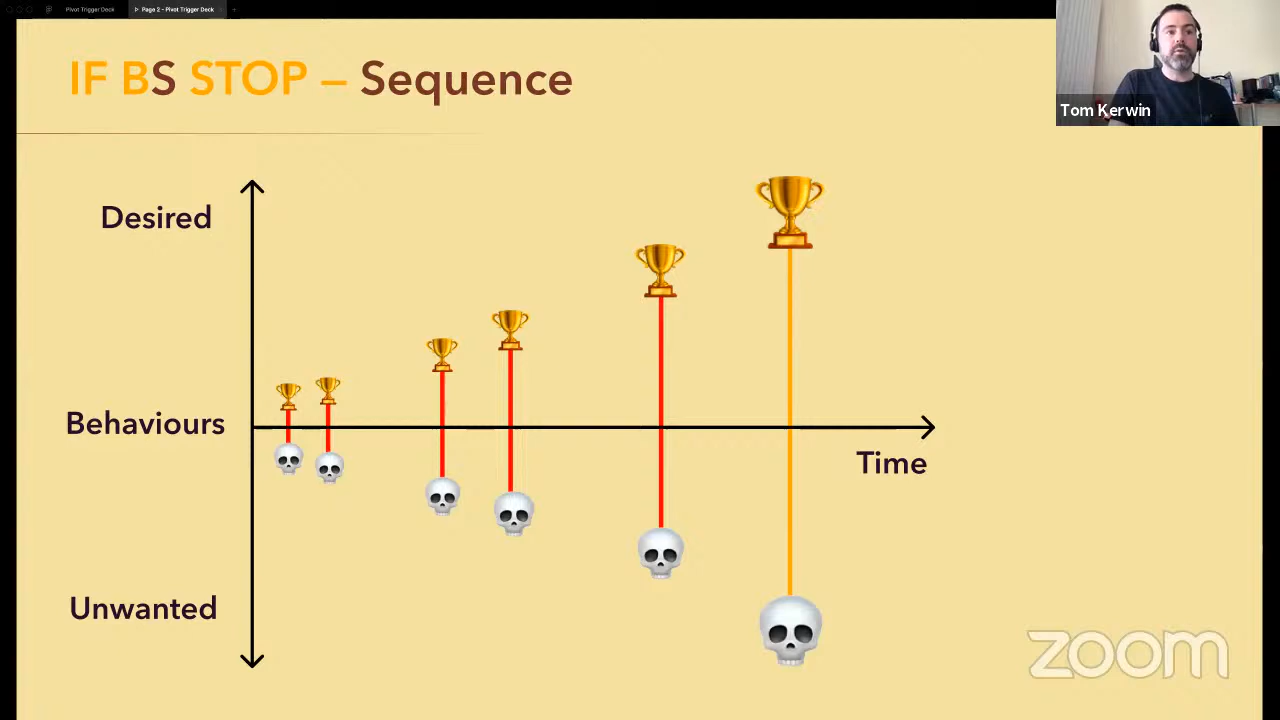 Pivot Trigger Deck
Page 2 - Pivot Trigger Deck
IF BS STOP – Sequence
Tom Kerwin
Desired
Behaviours
Time
Unwanted
zoom